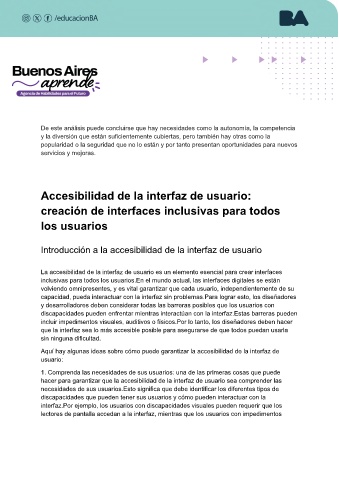 /educacionBA
BA
Buenos Aires
aprende
Agencia de Habilidades para el Futuro
De este análisis puede concluirse que hay necesidades como la autonomía, la competencia
y la diversión que están suficientemente cubiertas, pero también hay otras como la
popularidad o la seguridad que no lo están y por tanto presentan oportunidades para nuevos
servicios y mejoras.
Accesibilidad de la interfaz de usuario:
creación de interfaces inclusivas para todos
los usuarios
Introducción a la accesibilidad de la interfaz de usuario
La accesibilidad de la interfaz de usuario es un elemento esencial para crear interfaces
inclusivas para todos los usuarios.En el mundo actual, las interfaces digitales se están
volviendo omnipresentes, y es vital garantizar que cada usuario, independientemente de su
capacidad, pueda interactuar con la interfaz sin problemas.Para lograr esto, los diseñadores
y desarrolladores deben considerar todas las barreras posibles que los usuarios con
discapacidades pueden enfrentar mientras interactúan con la interfaz.Estas barreras pueden
incluir impedimentos visuales, auditivos o físicos.Por lo tanto, los diseñadores deben hacer
que la interfaz sea lo más accesible posible para asegurarse de que todos puedan usarla
sin ninguna dificultad.
Aquí hay algunas ideas sobre cómo puede garantizar la accesibilidad de la interfaz de
usuario:
1. Comprenda las necesidades de sus usuarios: una de las primeras cosas que puede
hacer para garantizar que la accesibilidad de la interfaz de usuario sea comprender las
necesidades de sus usuarios.Esto significa que debe identificar los diferentes tipos de
discapacidades que pueden tener sus usuarios y cómo pueden interactuar con la
interfaz.Por ejemplo, los usuarios con discapacidades visuales pueden requerir que los
lectores de pantalla accedan a la interfaz, mientras que los usuarios con impedimentos